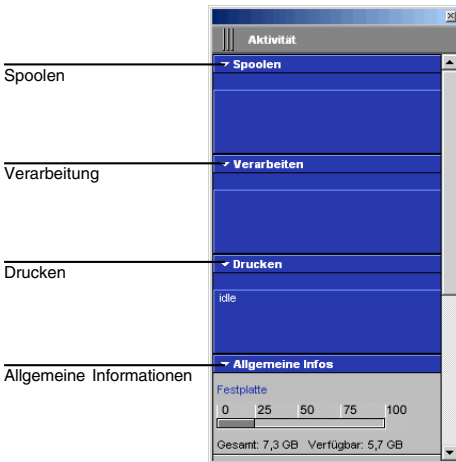 Aktivität
Spoolen
Spoolen
Verarbeiten
Verarbeitung
Drucken
Drucken
idle
Allgemeine Infos
Allgemeine Informationen
Festplatte
0 25 50 75 100
Gesamt: 7,3 GB Verfügbar: 5,7 GB